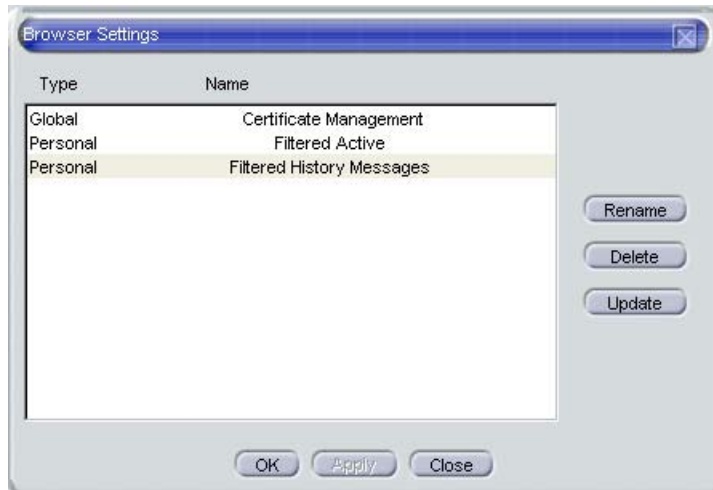 Browser Settings
Type Name
Global Certificate Management
Personal Filtered Active
Personal Filtered History Messages
Rename
Delete
Update
OK Apply Close